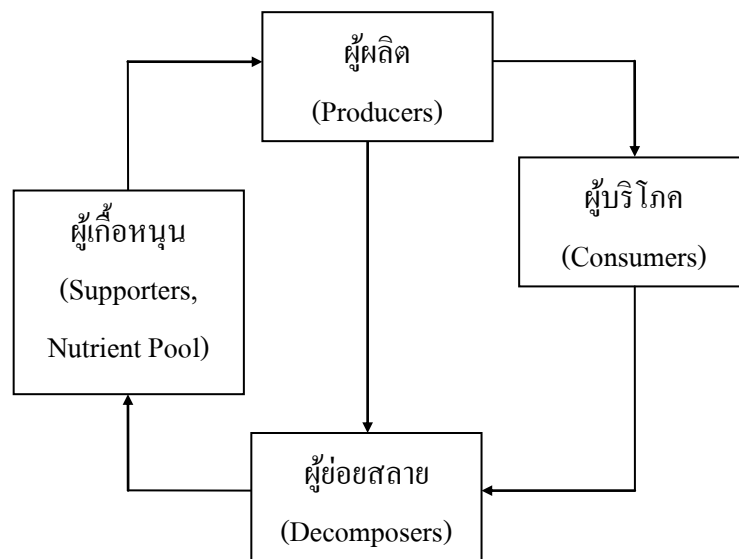 ผู้ผลิต
(Producers)
ผู้บริโภค
(Consumers)
ผู้เกื้อหนุน
(Supporters,
Nutrient Pool)
ผู้ย่อยสลาย
(Decomposers)